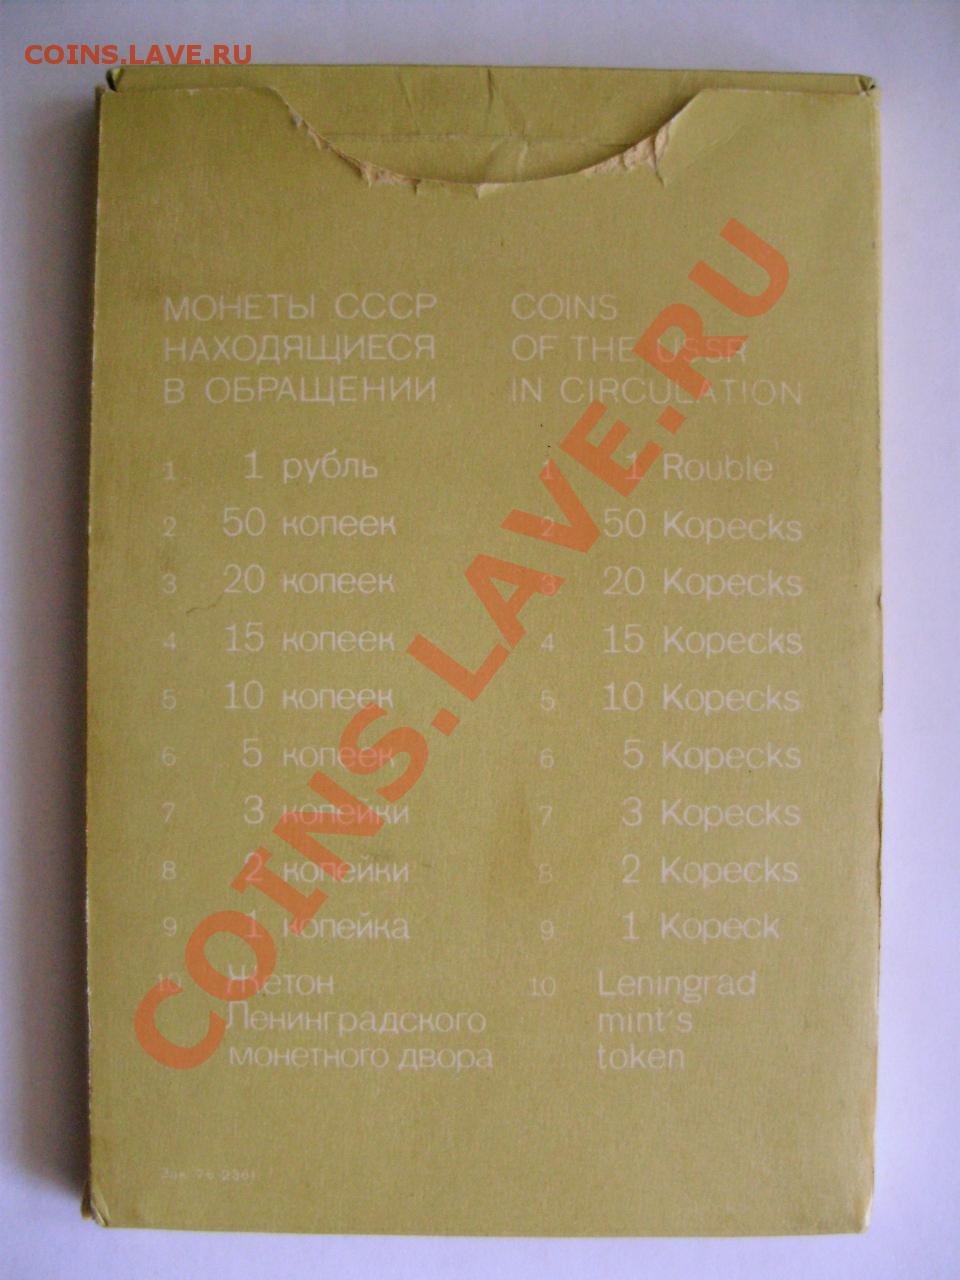 COINS.LAVE.RU
МОНЕТЫ СССР
НАХОДЯЩИЕСЯ
В ОБРАЩЕНИИ
1 1 рубль
2 50 копеек
3 20 копеек
4 15 копеек
5 10 копеек
6 5 копеек
7 3 копейки
8 2 копейки
9 1 копейка
10 Жетон
Ленинградского
монетного двора
COINS
OF THE USSR
IN CIRCULATION
1 1 Rouble
2 50 Kopecks
3 20 Kopecks
4 15 Kopecks
5 10 Kopecks
6 5 Kopecks
7 3 Kopecks
8 2 Kopecks
9 1 Kopeck
10 Leningrad
mint's
token
Зак. 76-2361
COINS.LAVE.RU